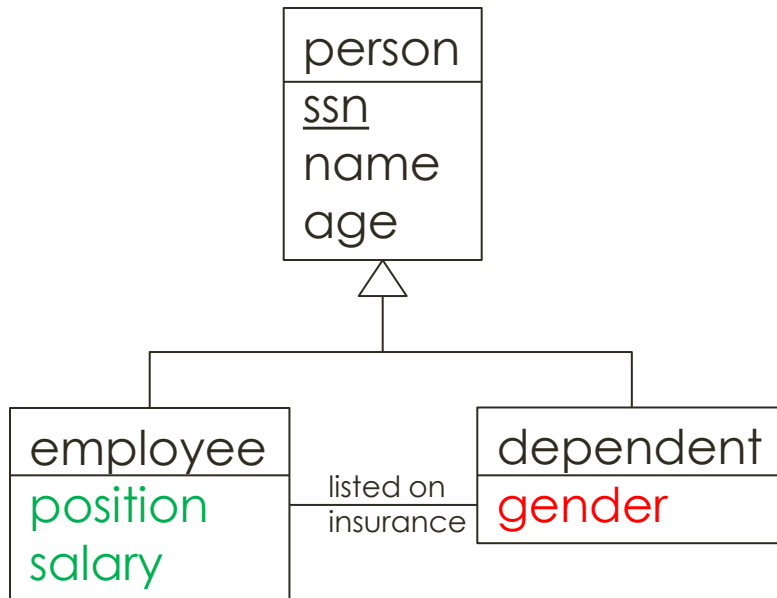 person
ssn
name
age
employee
position
salary
listed on
insurance
dependent
gender